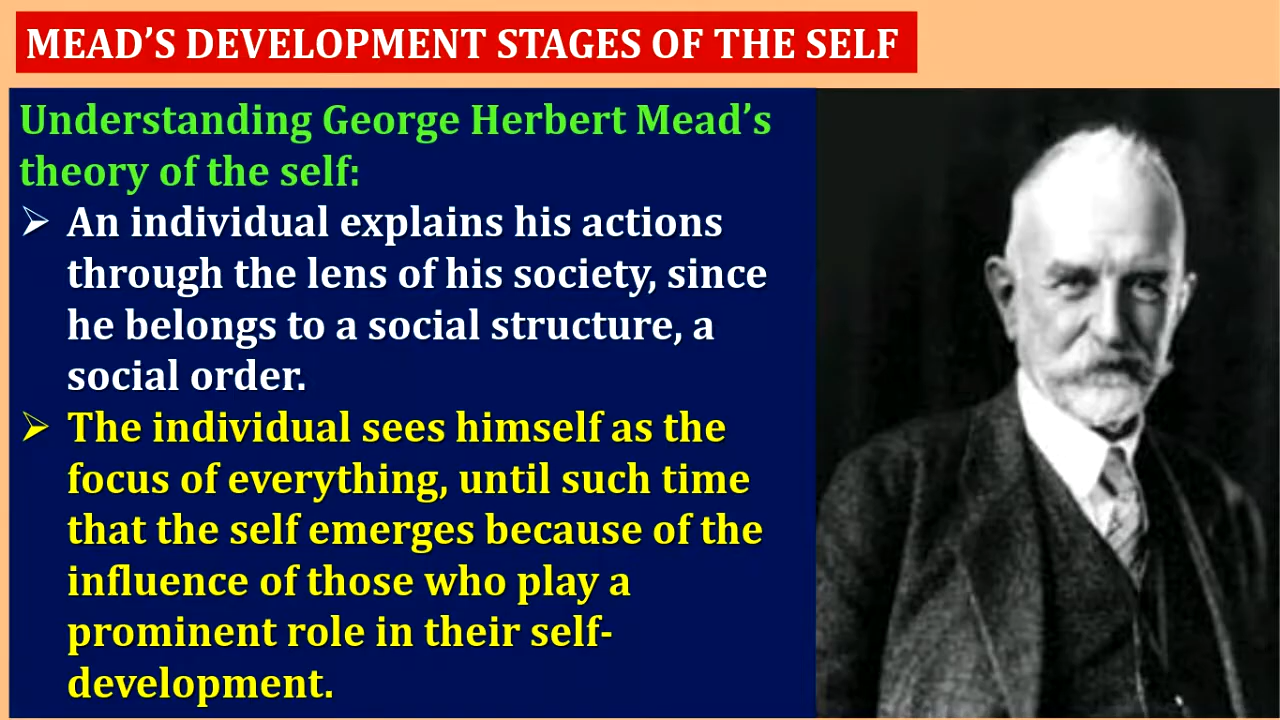 MEAD’S DEVELOPMENT STAGES OF THE SELF
Understanding George Herbert Mead’s
theory of the self:
➢ An individual explains his actions
through the lens of his society, since
he belongs to a social structure, a
social order.
➢ The individual sees himself as the
focus of everything, until such time
that the self emerges because of the
influence of those who play a
prominent role in their self-
development.